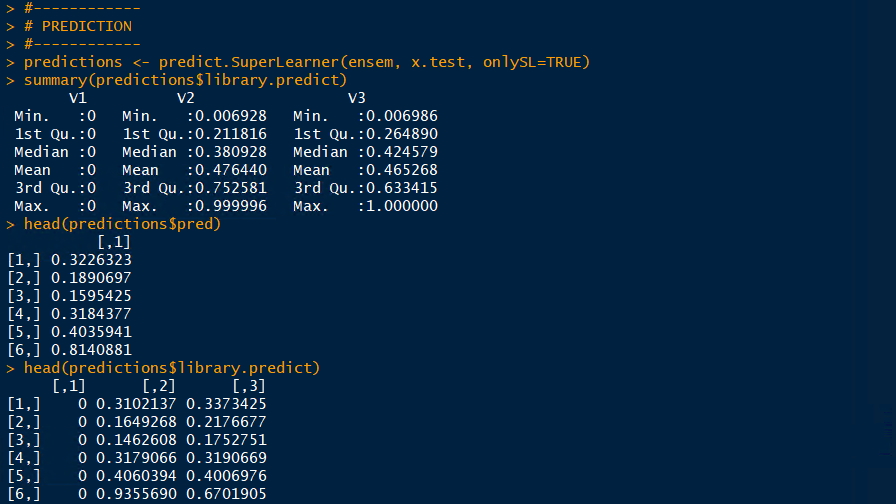 > #------------
> # PREDICTION
> #------------
> predictions <- predict.SuperLearner(ensem, x.test, onlySL=TRUE)
> summary(predictions$library.predict)
       V1          V2                 V3
 Min.   :0   Min.   :0.006928   Min.   :0.006986
 1st Qu.:0   1st Qu.:0.211816   1st Qu.:0.264890
 Median :0   Median :0.380928   Median :0.424579
 Mean   :0   Mean   :0.476440   Mean   :0.465268
 3rd Qu.:0   3rd Qu.:0.752581   3rd Qu.:0.633415
 Max.   :0   Max.   :0.999996   Max.   :1.000000
> head(predictions$pred)
          [,1]
[1,] 0.3226323
[2,] 0.1890697
[3,] 0.1595425
[4,] 0.3184377
[5,] 0.4035941
[6,] 0.8140881
> head(predictions$library.predict)
     [,1]      [,2]      [,3]
[1,]    0 0.3102137 0.3373425
[2,]    0 0.1649268 0.2176677
[3,]    0 0.1462608 0.1752751
[4,]    0 0.3179066 0.3190669
[5,]    0 0.4060394 0.4006976
[6,]    0 0.9355690 0.6701905